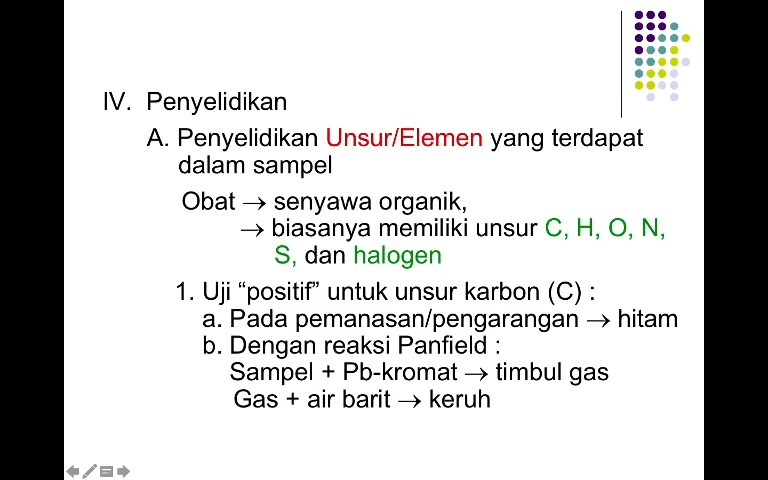 IV. Penyelidikan
A. Penyelidikan Unsur/Elemen yang terdapat
dalam sampel
Obat → senyawa organik,
→ biasanya memiliki unsur C, H, O, N,
S, dan halogen
1. Uji “positif” untuk unsur karbon (C) :
a. Pada pemanasan/pengarangan → hitam
b. Dengan reaksi Panfield :
Sampel + Pb-kromat → timbul gas
Gas + air barit → keruh